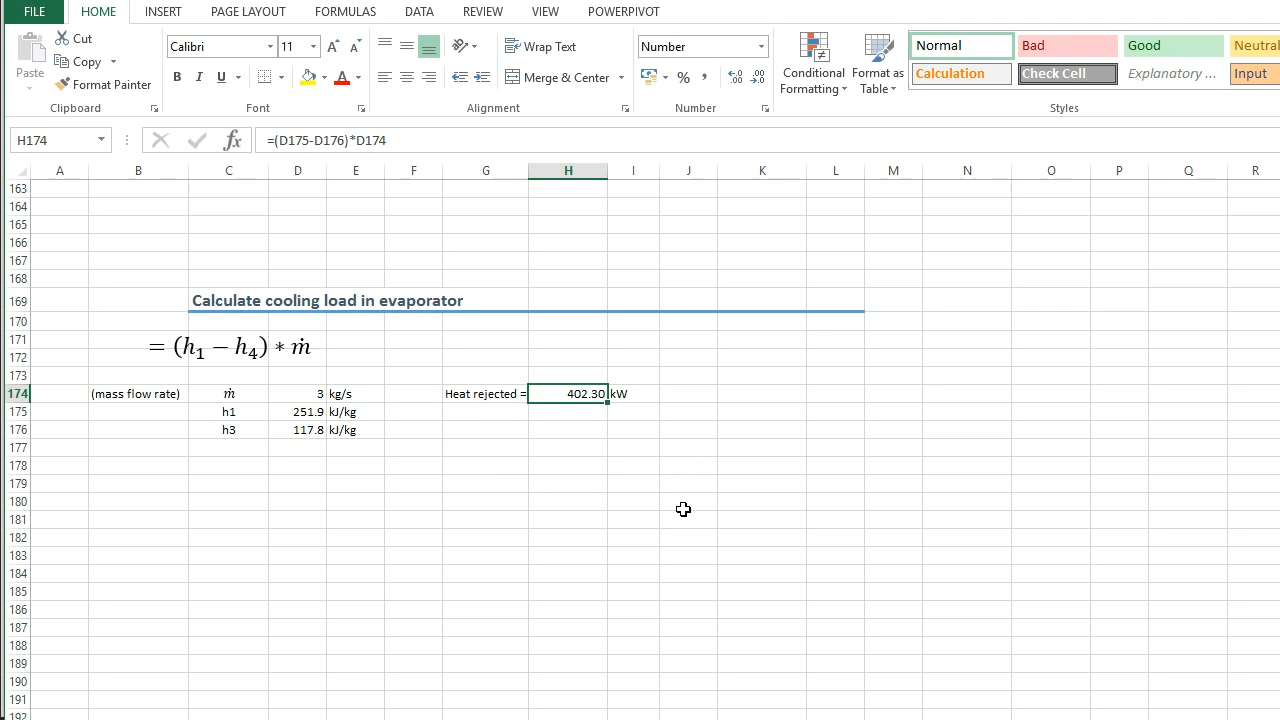 FILE HOME INSERT PAGE LAYOUT FORMULAS DATA REVIEW VIEW POWERPIVOT
Paste
Cut
Copy
Format Painter
Clipboard
Calibri 11
B I U
Font
Wrap Text
Merge & Center
Alignment
Number
% ,
Number
Conditional Formatting
Format as Table
Normal Bad Good Neutral
Calculation Check Cell Explanatory ... Input
Styles
H174 fx =(D175-D176)*D174
A B C D E F G H I J K L M N O P Q R
163
164
165
166
167
168
169 Calculate cooling load in evaporator
170
171
= (h₁ − h₄) ∗ ṁ
172
173
174 (mass flow rate) ṁ 3 kg/s Heat rejected = 402.30 kW
175 h1 251.9 kJ/kg
176 h3 117.8 kJ/kg
177
178
179
180
181
182
183
184
185
186
187
188
189
190
191
192